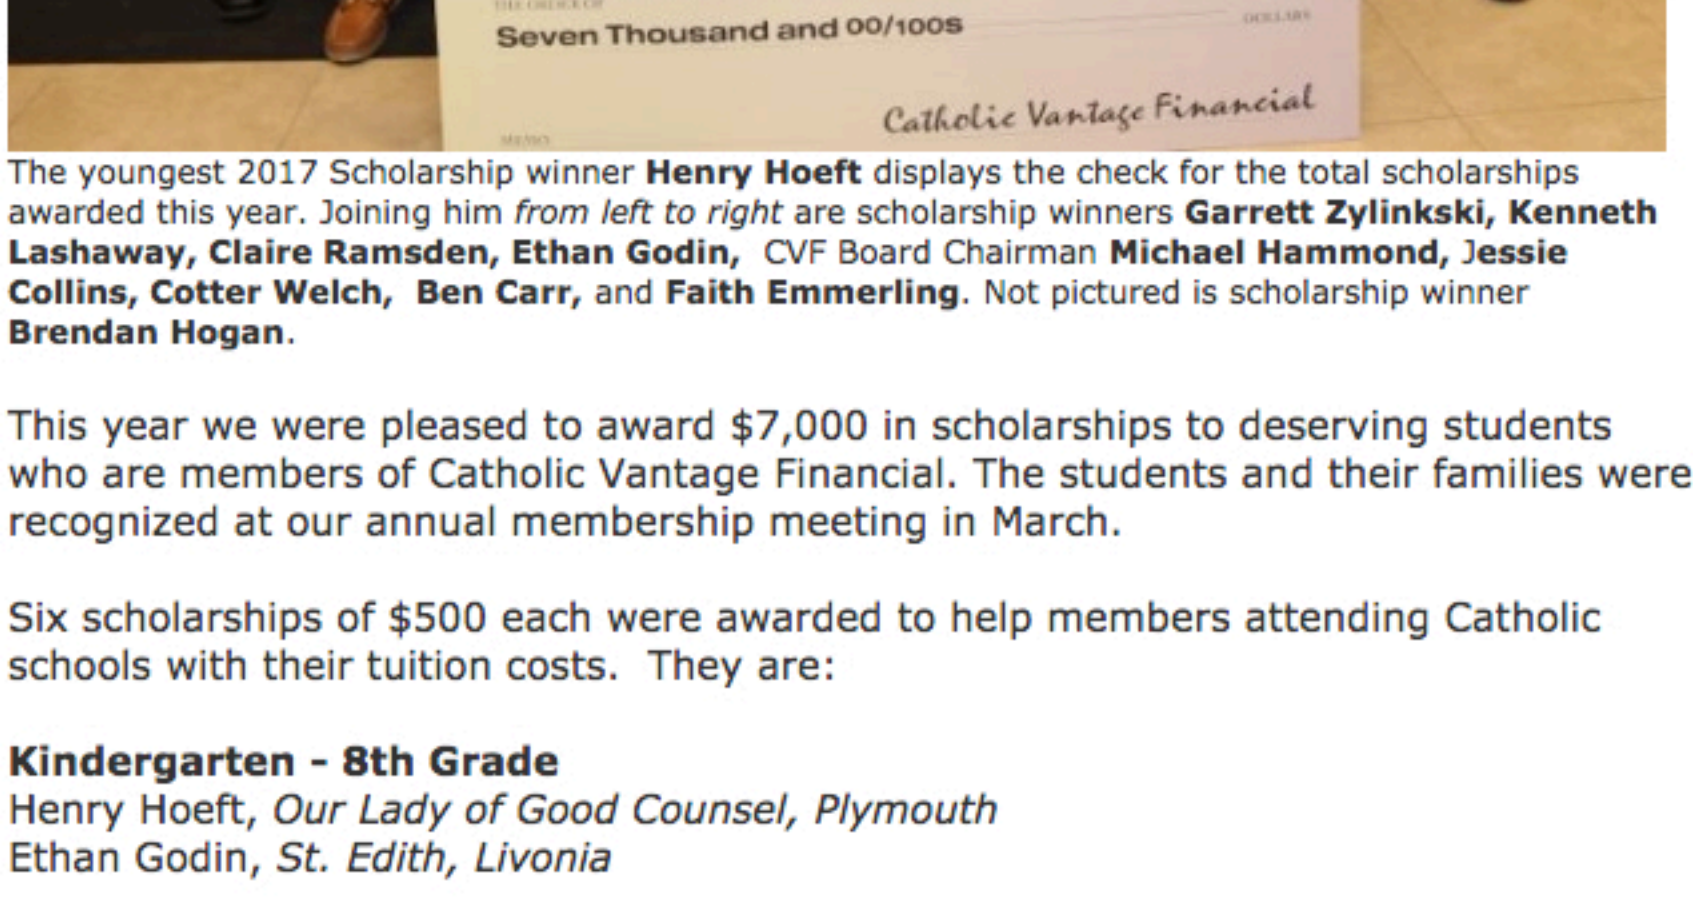 THE ORDER OF
Seven Thousand and 00/100s
DOLLARS
Catholic Vantage Financial
MEMO
The youngest 2017 Scholarship winner Henry Hoeft displays the check for the total scholarships
awarded this year. Joining him from left to right are scholarship winners Garrett Zylinkski, Kenneth
Lashaway, Claire Ramsden, Ethan Godin,  CVF Board Chairman Michael Hammond, Jessie
Collins, Cotter Welch,  Ben Carr, and Faith Emmerling. Not pictured is scholarship winner
Brendan Hogan.
This year we were pleased to award $7,000 in scholarships to deserving students
who are members of Catholic Vantage Financial. The students and their families were
recognized at our annual membership meeting in March.
Six scholarships of $500 each were awarded to help members attending Catholic
schools with their tuition costs.  They are:
Kindergarten - 8th Grade
Henry Hoeft, Our Lady of Good Counsel, Plymouth
Ethan Godin, St. Edith, Livonia